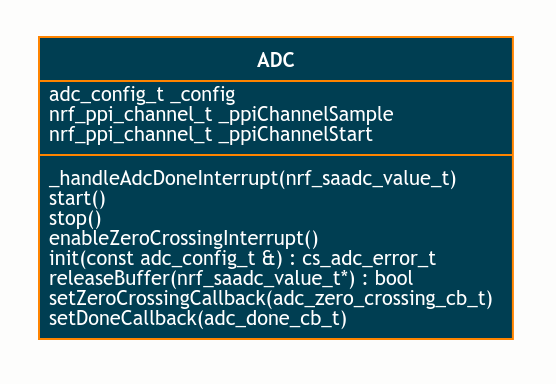 ADC
adc_config_t _config
nrf_ppi_channel_t _ppiChannelSample
nrf_ppi_channel_t _ppiChannelStart
_handleAdcDoneInterrupt(nrf_saadc_value_t)
start()
stop()
enableZeroCrossingInterrupt()
init(const adc_config_t &) : cs_adc_error_t
releaseBuffer(nrf_saadc_value_t*) : bool
setZeroCrossingCallback(adc_zero_crossing_cb_t)
setDoneCallback(adc_done_cb_t)